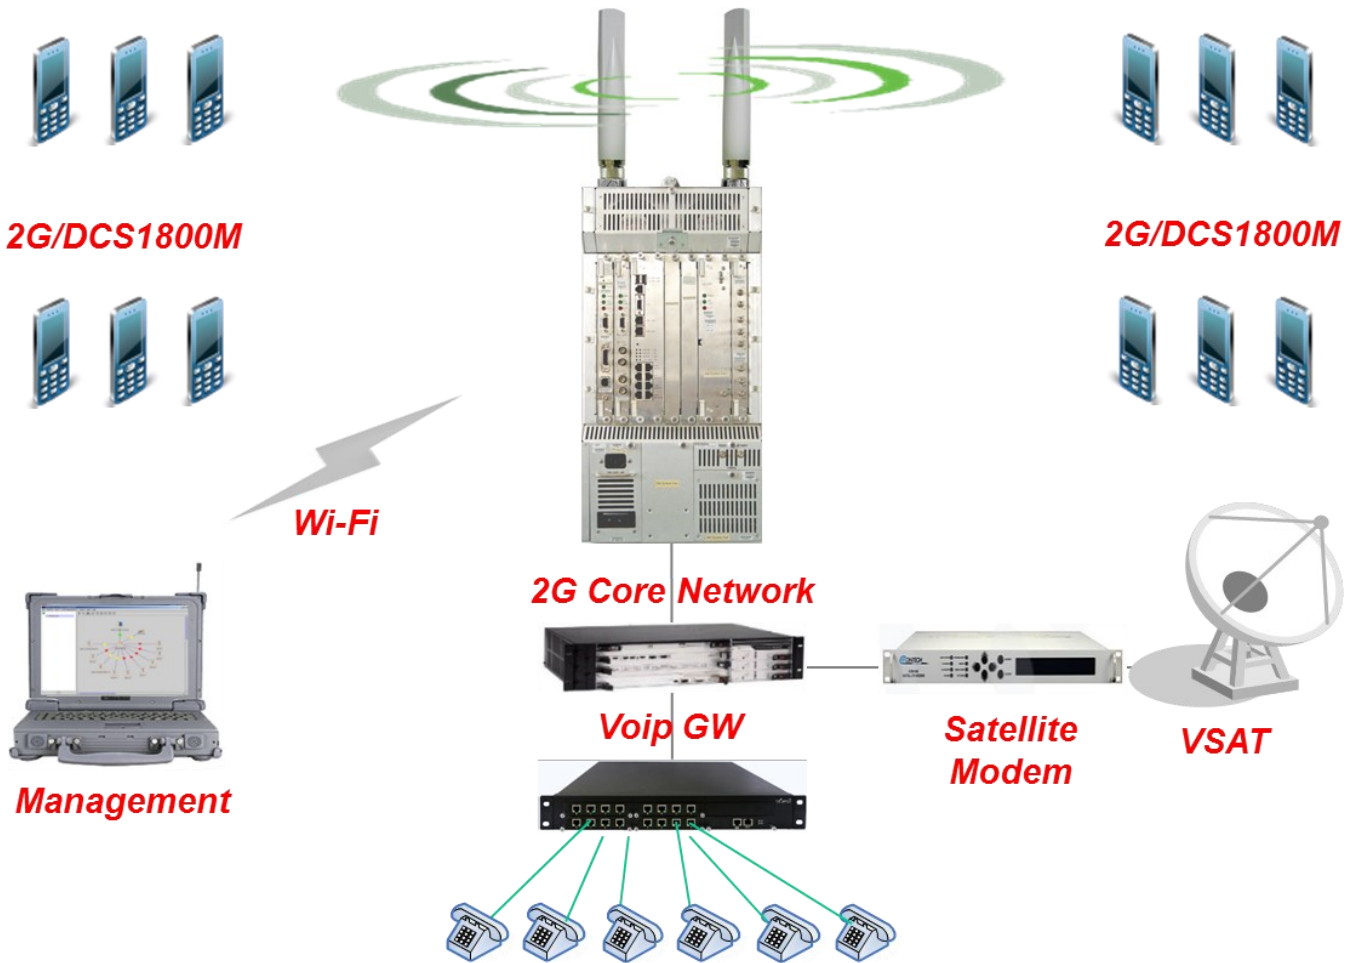 2G/DCS1800M
2G/DCS1800M
Wi-Fi
2G Core Network
Management
Voip GW
Satellite
Modem
VSAT